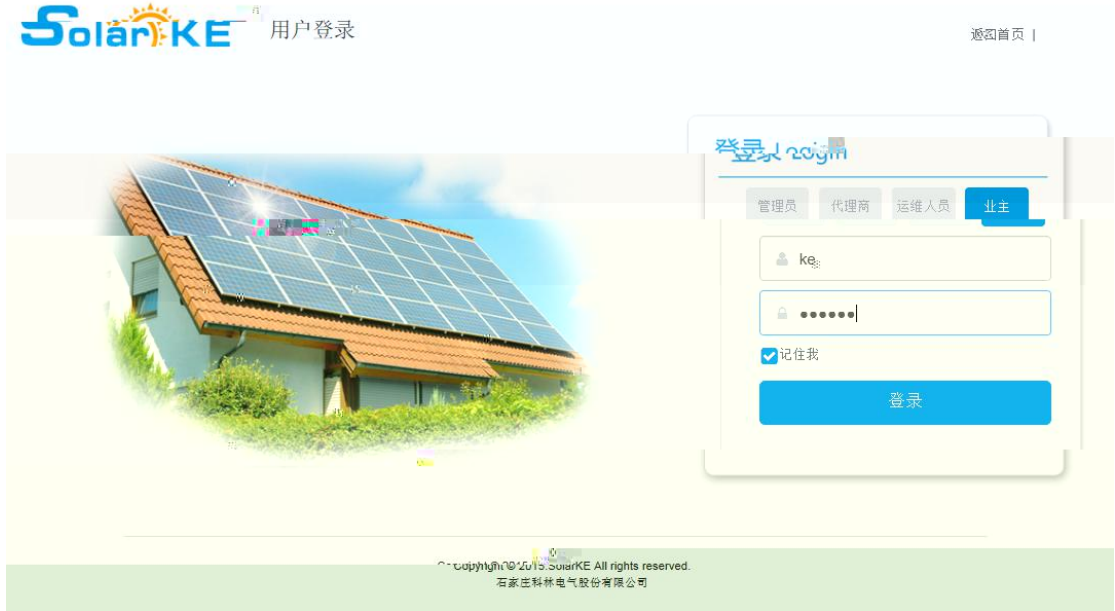 SolarKE
用户登录
返回首页 |
登录 Login
管理员 代理商 运维人员 业主
ke
••••••
记住我
登录
Copyright © 2015.SolarKE All rights reserved.
石家庄科林电气股份有限公司